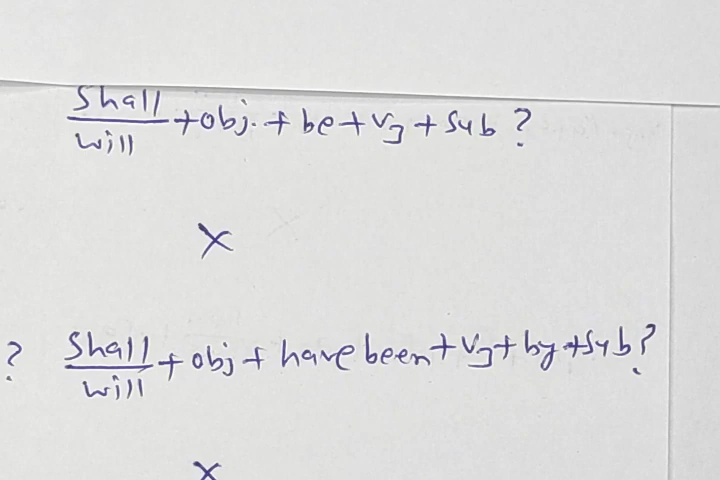 Shall
will + obj. + be + V3 + Sub ?
X
? Shall
will + obj + have been + V3 + by + Sub ?
X